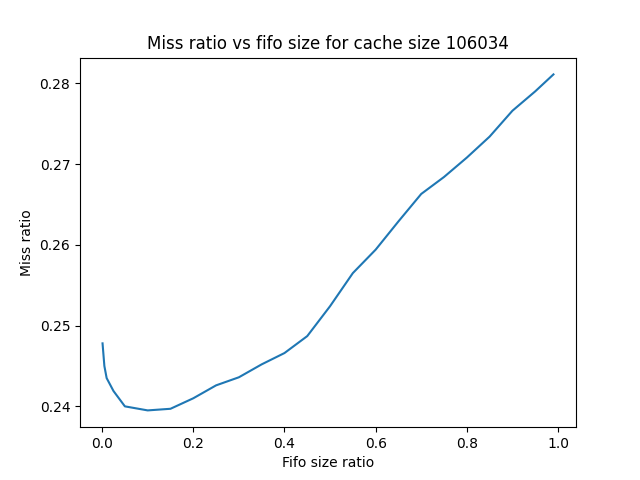 Miss ratio vs fifo size for cache size 106034
0.28
0.27
0.26
0.25
0.24
Miss ratio
0.0 0.2 0.4 0.6 0.8 1.0
Fifo size ratio